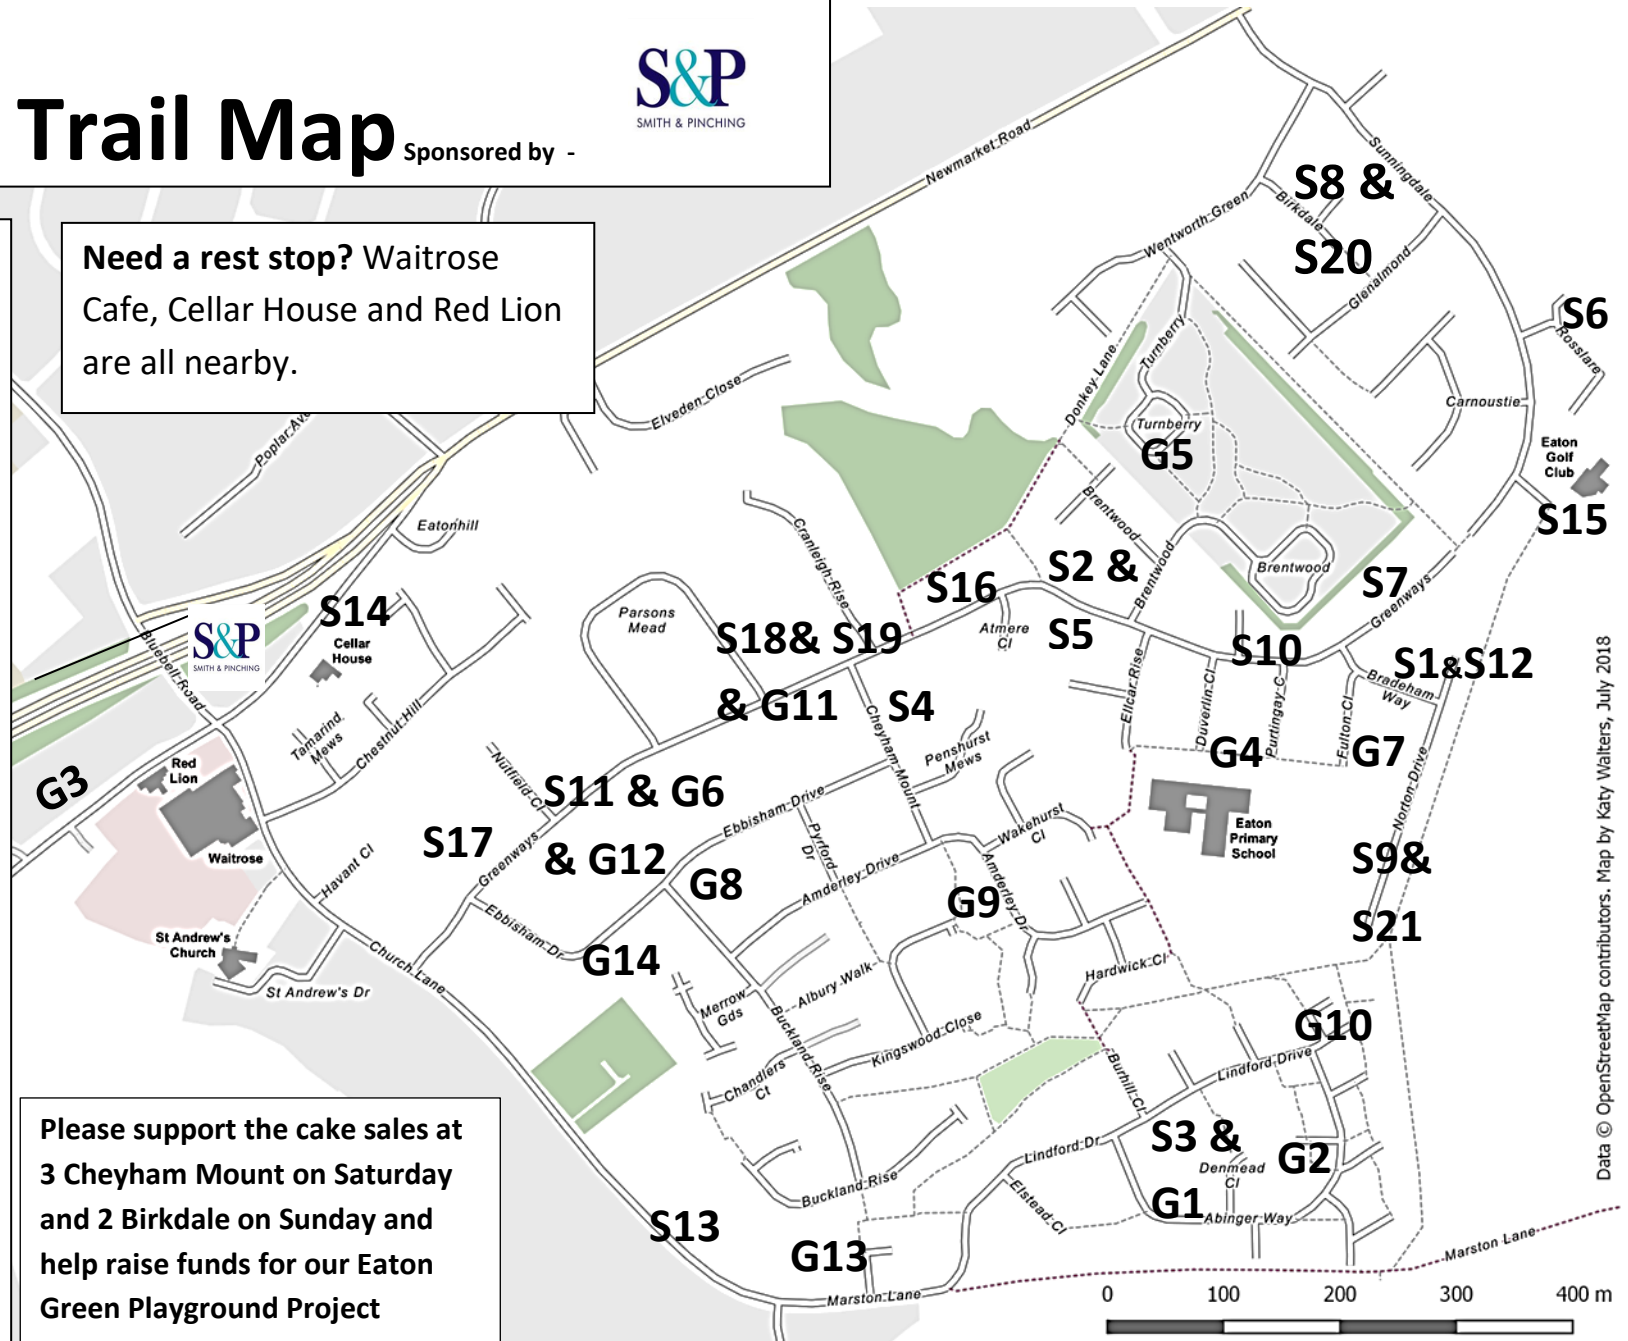 Trail Map Sponsored by -
S&P
SMITH & PINCHING
Need a rest stop? Waitrose
Cafe, Cellar House and Red Lion
are all nearby.
Newmarket Road
Sunningdale
S8 &
Birkdale
S20
Wentworth Green
Glenalmond
S6
Rosslare
Turnberry
Donkey Lane
Elveden Close
Carnoustie
Turnberry
G5
Poplar Ave
Eaton
Golf
Club
S15
Brentwood
Eatonhill
Cranleigh Rise
S2 &
Brentwood
Brentwood
S7
Greenways
S16
S14
Cellar
House
Parsons
Mead
S18& S19
& G11
Atmere
Cl
S5
S10
S1&S12
Bradeham
Way
S&P
SMITH & PINCHING
Bluebell Road
Ellcar Rise
Duverlin Cl
Purtingay C
Fulton Cl
S4
G4
G7
Cheyham Mount
Penshurst
Mews
Tamarind
Mews
Chestnut Hill
Nutfield Cl
G3
Red
Lion
Waitrose
S11 & G6
& G12
S17
Greenways
Ebbisham Drive
Pyrford
Dr
Wakehurst
Cl
Norton Drive
Eaton
Primary
School
S9&
S21
Havant Cl
G8
Amderley Drive
Amderley Dr
G9
St Andrew's
Church
St Andrew's Dr
Church Lane
Ebbisham Dr
G14
Hardwick Cl
Merrow
Gds
Albury Walk
Buckland Rise
Kingswood Close
Chandlers
Ct
G10
Lindford Drive
Burhill Cl
Please support the cake sales at
3 Cheyham Mount on Saturday
and 2 Birkdale on Sunday and
help raise funds for our Eaton
Green Playground Project
Lindford Dr
S3 &
Denmead
Cl
G2
G1
Abinger Way
Elstead Cl
Buckland Rise
S13
G13
Marston Lane
Marston Lane
0 100 200 300 400 m
Data © OpenStreetMap contributors. Map by Katy Walters, July 2018